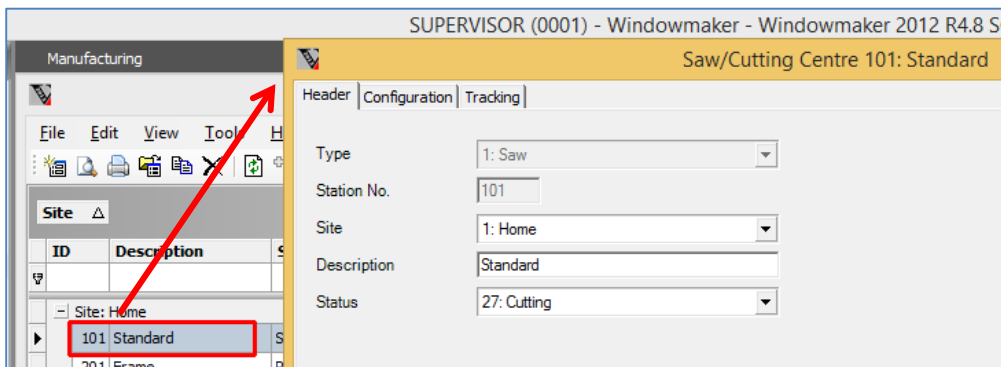 SUPERVISOR (0001) - Windowmaker - Windowmaker 2012 R4.8 S
Manufacturing
Saw/Cutting Centre 101: Standard
Header Configuration Tracking
File Edit View Tools H
Type 1: Saw
Station No. 101
Site
Site 1: Home
ID Description S
Description Standard
Site: Home
Status 27: Cutting
101 Standard S
201 Frame